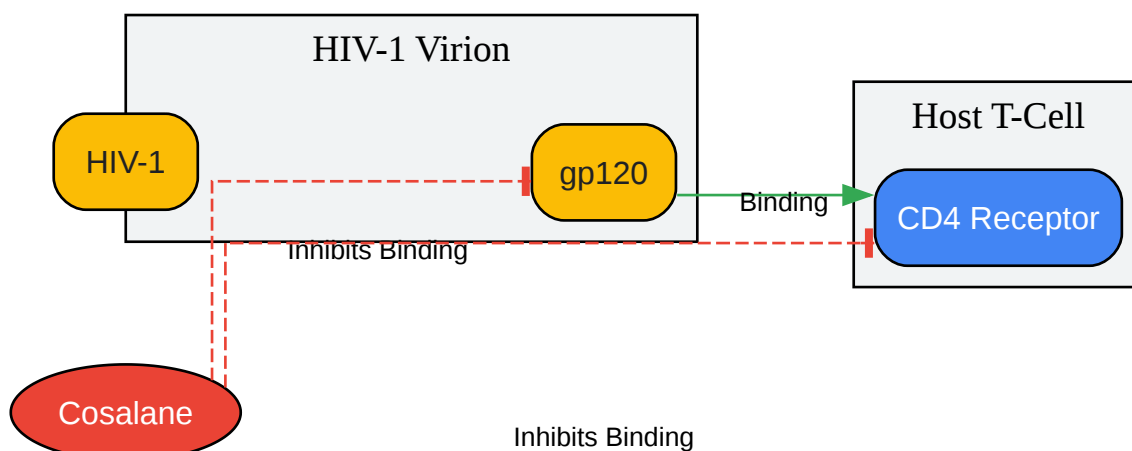 HIV-1 Virion
Host T-Cell
HIV-1
gp120
Binding
CD4 Receptor
Inhibits Binding
Cosalane
Inhibits Binding